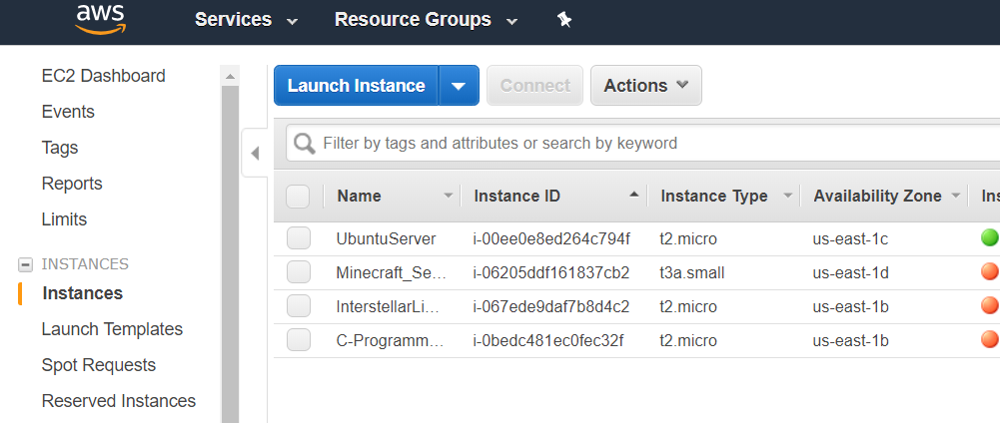 aws Services Resource Groups
EC2 Dashboard
Events
Tags
Reports
Limits
INSTANCES
Instances
Launch Templates
Spot Requests
Reserved Instances
Launch Instance Connect Actions
Filter by tags and attributes or search by keyword
Name Instance ID Instance Type Availability Zone Ins
UbuntuServer i-00ee0e8ed264c794f t2.micro us-east-1c
Minecraft_Se... i-06205ddf161837cb2 t3a.small us-east-1d
InterstellarLi... i-067ede9daf7b8d4c2 t2.micro us-east-1b
C-Programm... i-0bedc481ec0fec32f t2.micro us-east-1b